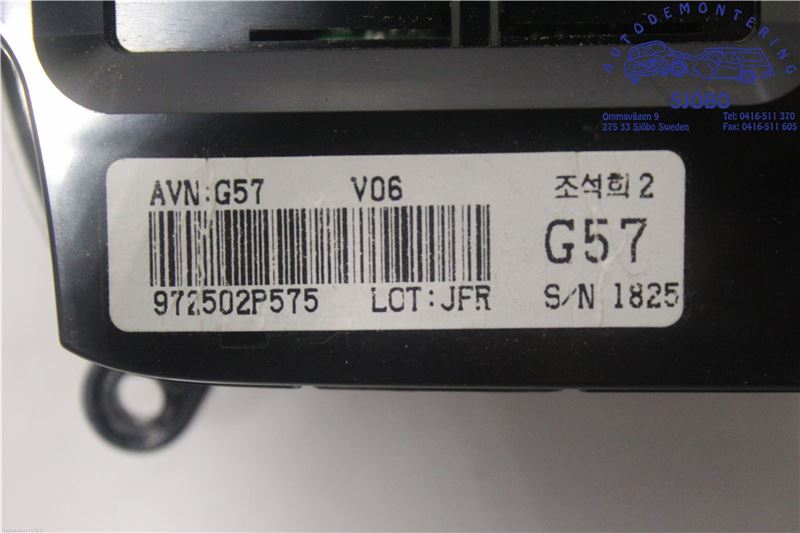 AUTODEMONTERING
SJÖBO
Ommavägen 9 Tel: 0416-511 370
275 33 Sjöbo Sweden Fax: 0416-511 605
AVN:G57 V06 조석희 2
G57
972502P575 LOT:JFR S/N 1825